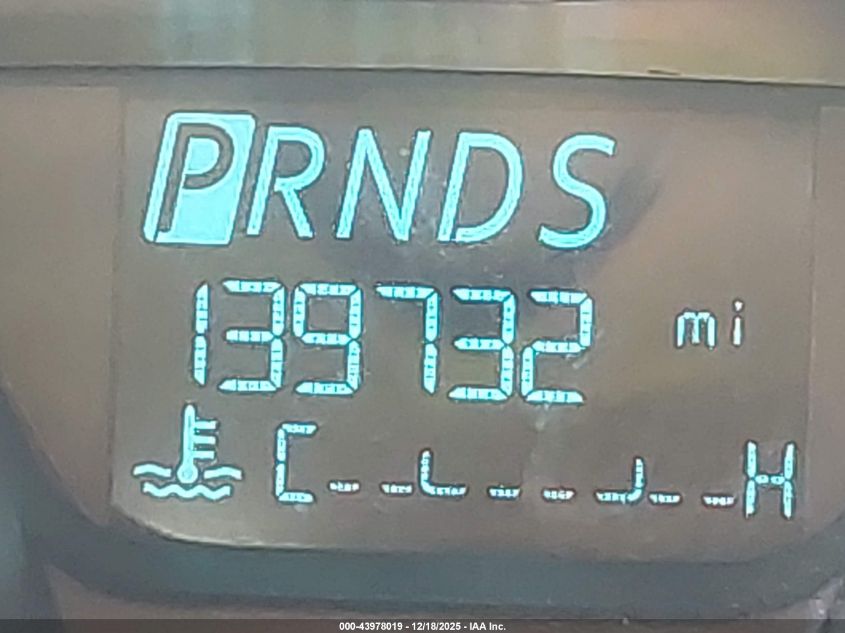 PRNDS
139732 mi
C H
000-43978019 - 12/18/2025 - IAA Inc.